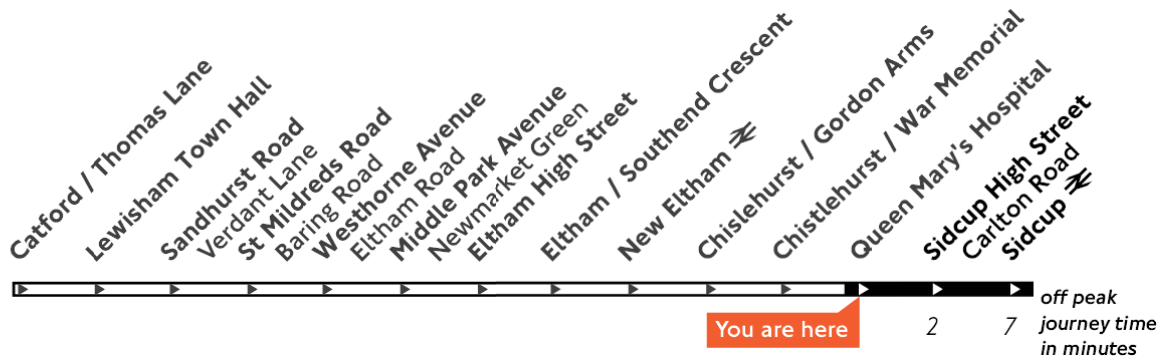 Catford / Thomas Lane
Lewisham Town Hall
Sandhurst Road
Verdant Lane
St Mildreds Road
Baring Road
Westhorne Avenue
Eltham Road
Middle Park Avenue
Newmarket Green
Eltham High Street
Eltham / Southend Crescent
New Eltham
Chislehurst / Gordon Arms
Chistlehurst / War Memorial
Queen Mary's Hospital
Sidcup High Street
Carlton Road
Sidcup
You are here
2
7
off peak
journey time
in minutes